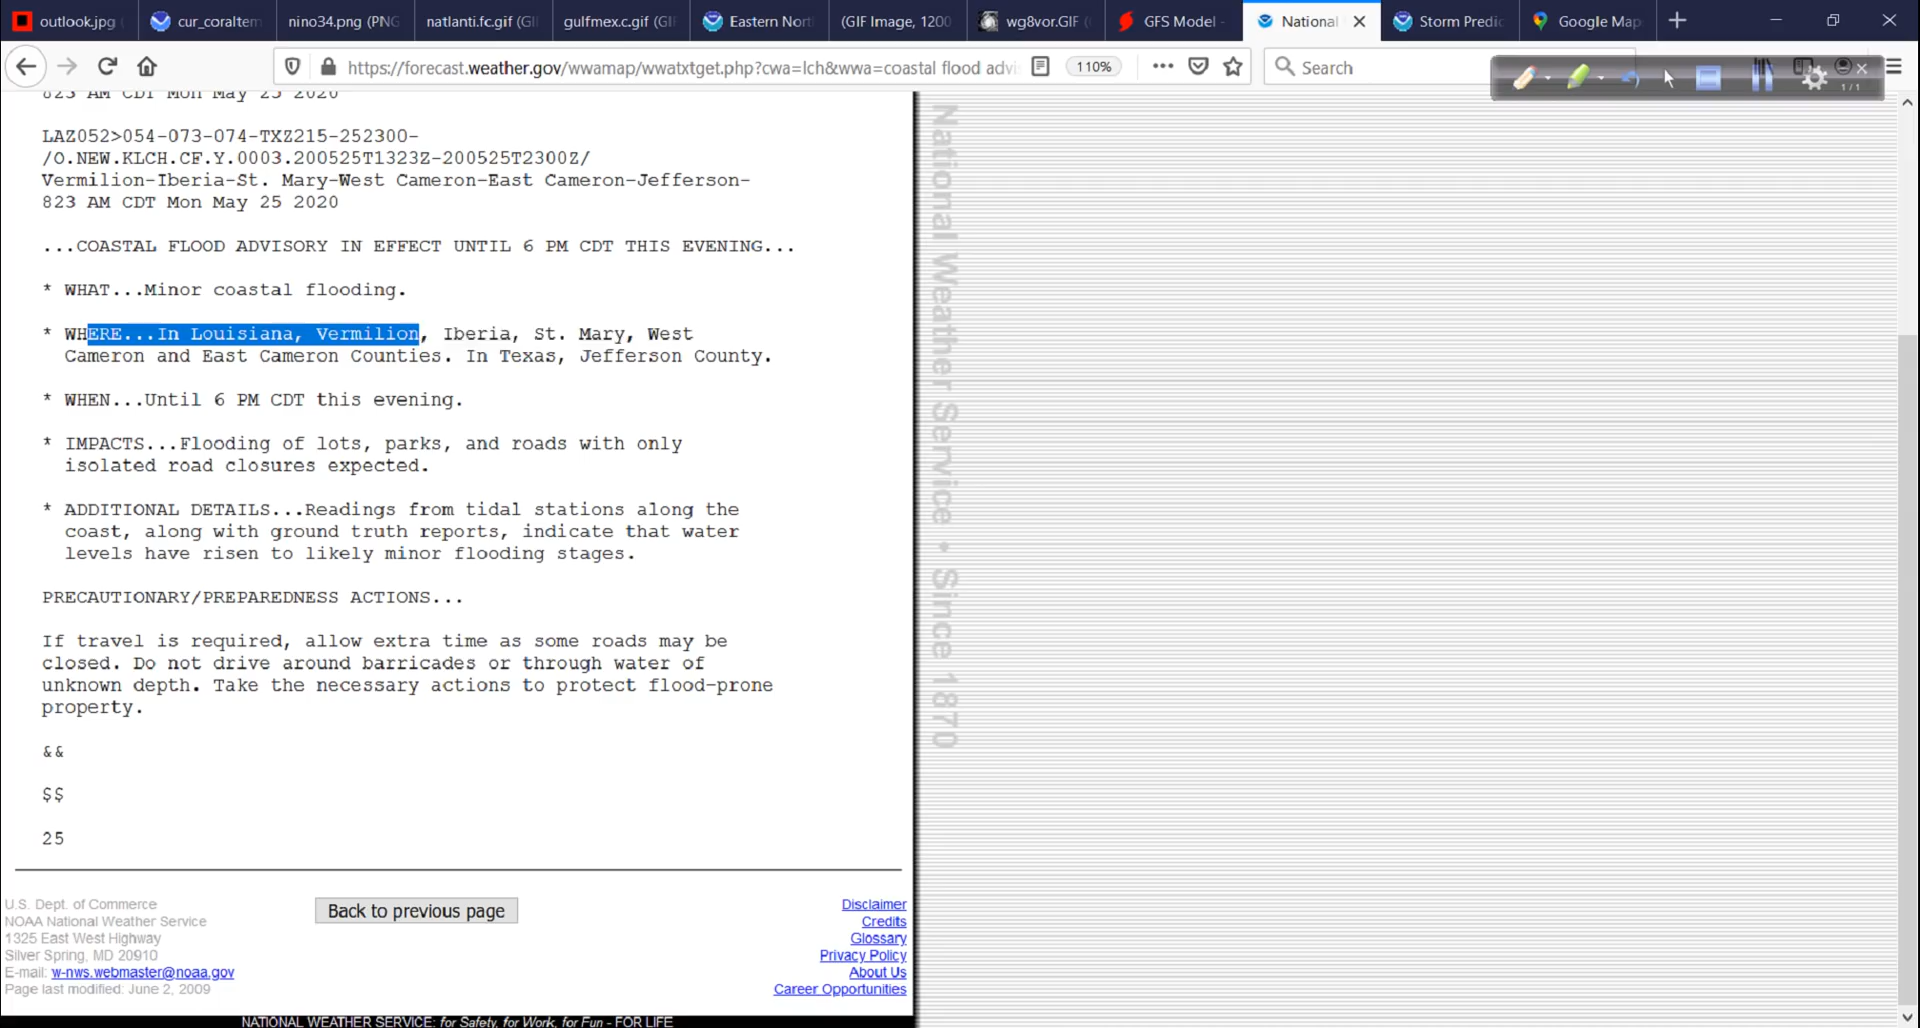 outlook.jpg
cur_coraltem
nino34.png (PNG
natlanti.fc.gif (GI
gulfmex.c.gif (GI
Eastern Nort
(GIF Image, 1200
wg8vor.GIF (
GFS Model -
National
Storm Predic
Google Map
https://forecast.weather.gov/wwamap/wwatxtget.php?cwa=lch&wwa=coastal flood advis
110%
Search
1/1
823 AM CDT Mon May 25 2020
LAZ052>054-073-074-TXZ215-252300-
/O.NEW.KLCH.CF.Y.0003.200525T1323Z-200525T2300Z/
Vermilion-Iberia-St. Mary-West Cameron-East Cameron-Jefferson-
823 AM CDT Mon May 25 2020
...COASTAL FLOOD ADVISORY IN EFFECT UNTIL 6 PM CDT THIS EVENING...
* WHAT...Minor coastal flooding.
* WHERE...In Louisiana, Vermilion, Iberia, St. Mary, West
Cameron and East Cameron Counties. In Texas, Jefferson County.
* WHEN...Until 6 PM CDT this evening.
* IMPACTS...Flooding of lots, parks, and roads with only
isolated road closures expected.
* ADDITIONAL DETAILS...Readings from tidal stations along the
coast, along with ground truth reports, indicate that water
levels have risen to likely minor flooding stages.
PRECAUTIONARY/PREPAREDNESS ACTIONS...
If travel is required, allow extra time as some roads may be
closed. Do not drive around barricades or through water of
unknown depth. Take the necessary actions to protect flood-prone
property.
&&
$$
25
U.S. Dept. of Commerce
NOAA National Weather Service
1325 East West Highway
Silver Spring, MD 20910
E-mail: w-nws.webmaster@noaa.gov
Page last modified: June 2, 2009
Back to previous page
Disclaimer
Credits
Glossary
Privacy Policy
About Us
Career Opportunities
NATIONAL WEATHER SERVICE: for Safety, for Work, for Fun - FOR LIFE
National Weather Service • Since 1870